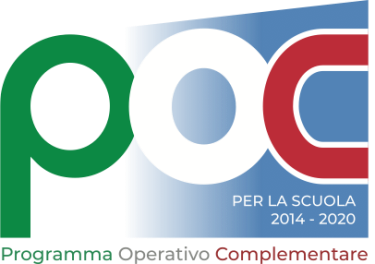 poc
PER LA SCUOLA
2014 - 2020
Programma Operativo Complementare